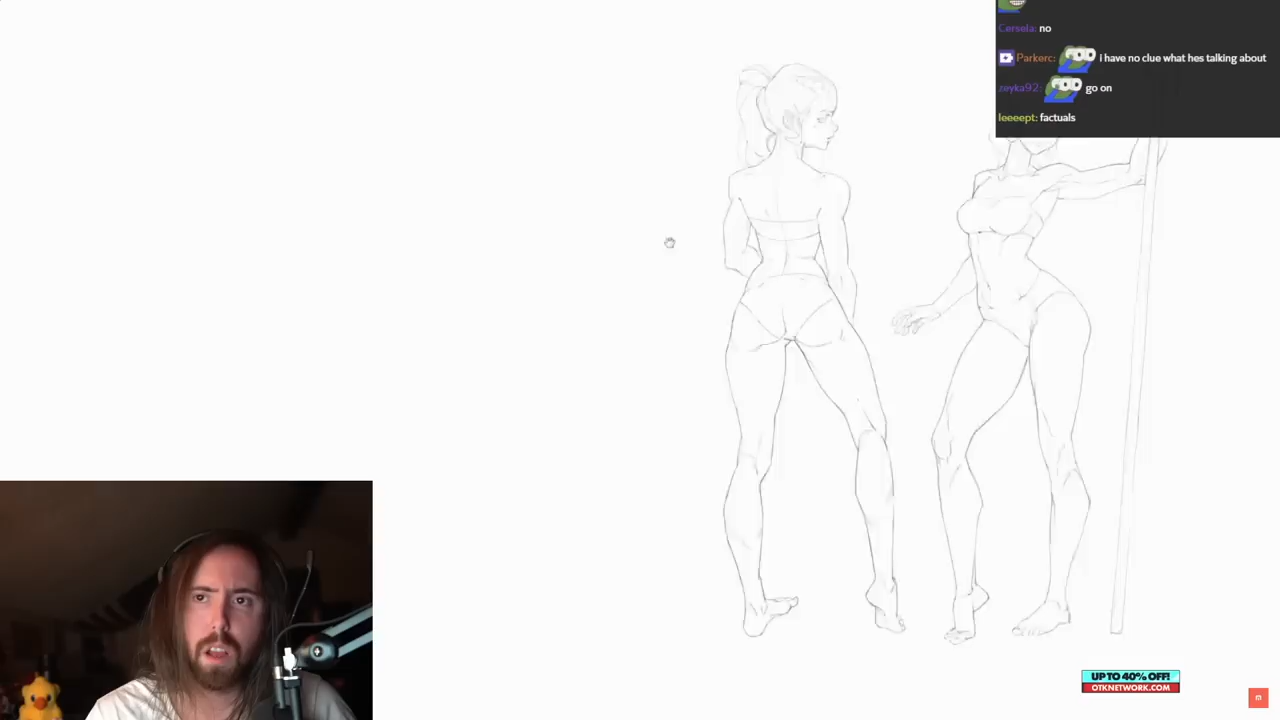 Cersela: no
Parkerc: i have no clue what hes talking about
zeyka92: go on
leeeept: factuals
UP TO 40% OFF!
OTKNETWORK.COM